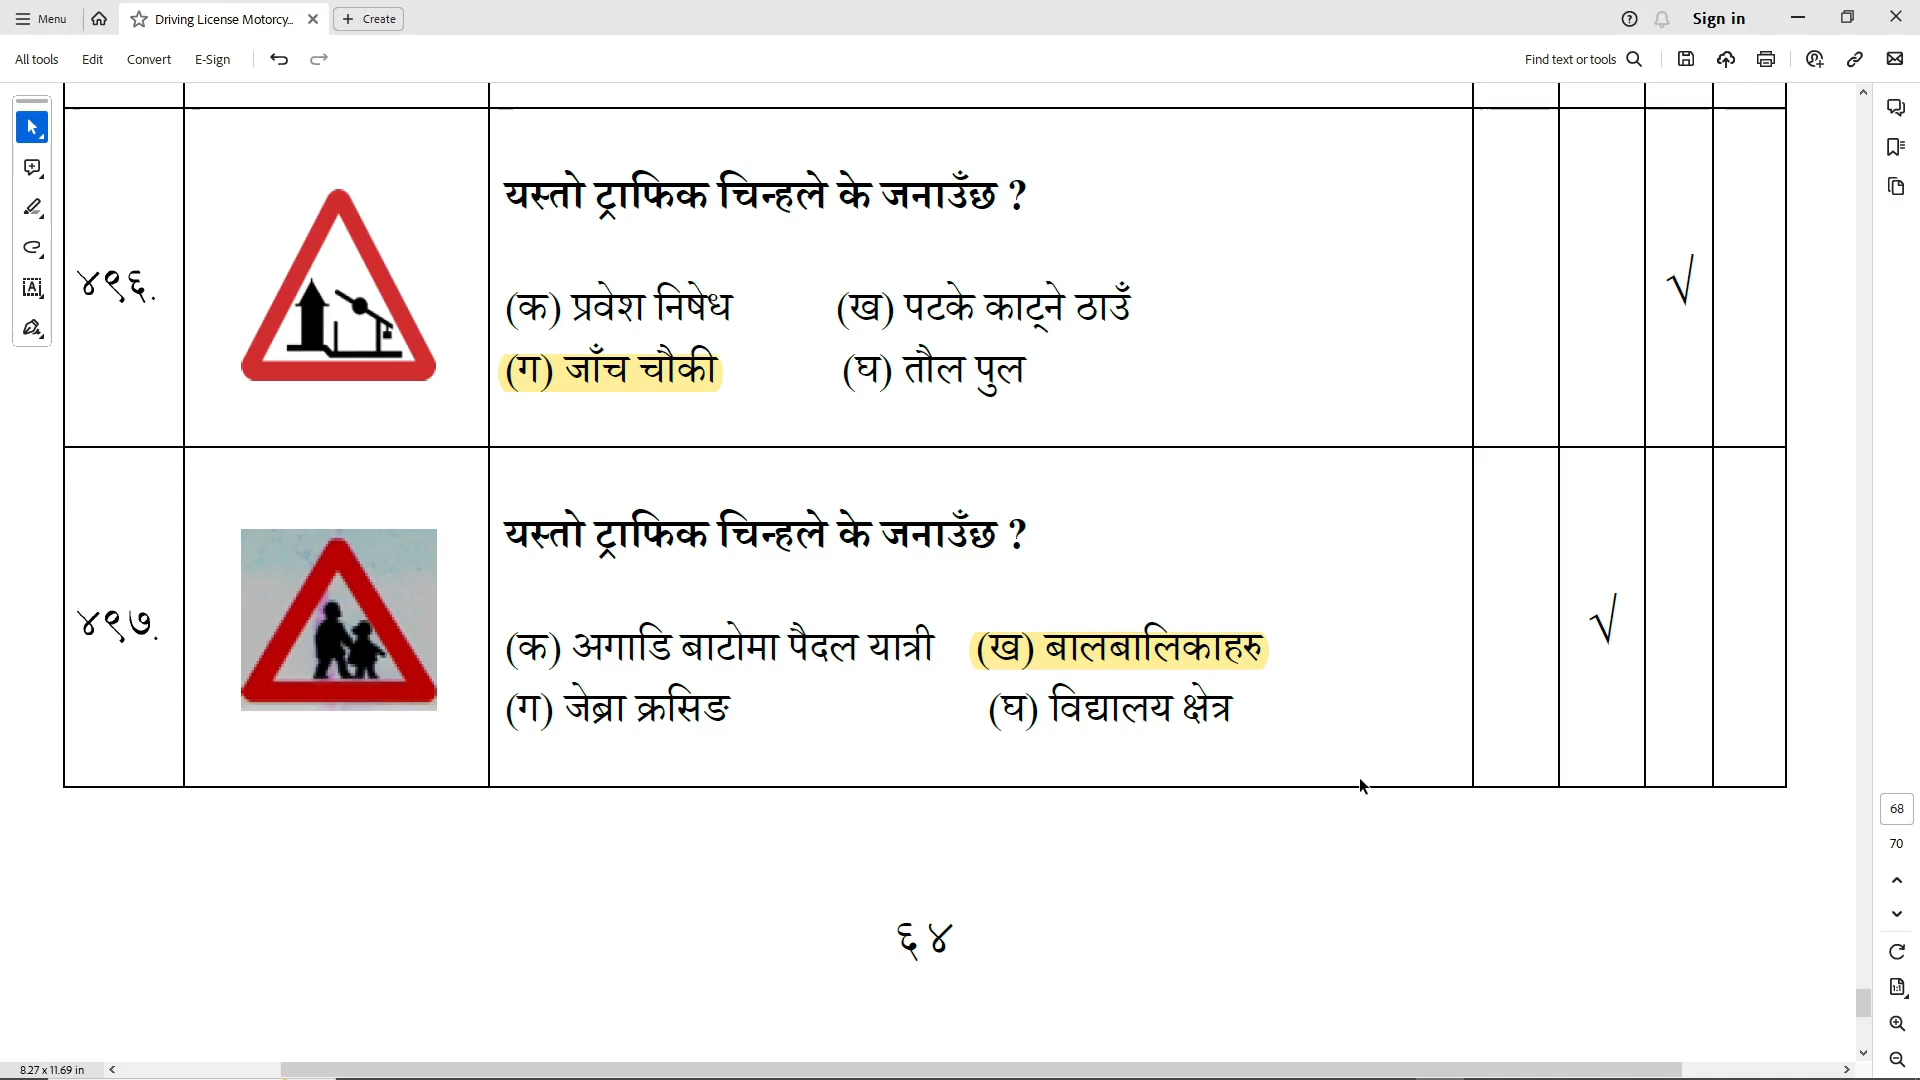 Menu
Driving License Motorcy...
Create
Sign in
All tools
Edit
Convert
E-Sign
Find text or tools
४९६.
यस्तो ट्राफिक चिन्हले के जनाउँछ ?
(क) प्रवेश निषेध (ख) पटके काट्ने ठाउँ
(ग) जाँच चौकी (घ) तौल पुल
√
४९७.
यस्तो ट्राफिक चिन्हले के जनाउँछ ?
(क) अगाडि बाटोमा पैदल यात्री (ख) बालबालिकाहरु
(ग) जेब्रा क्रसिङ (घ) विद्यालय क्षेत्र
√
६४
68
70
8.27 x 11.69 in